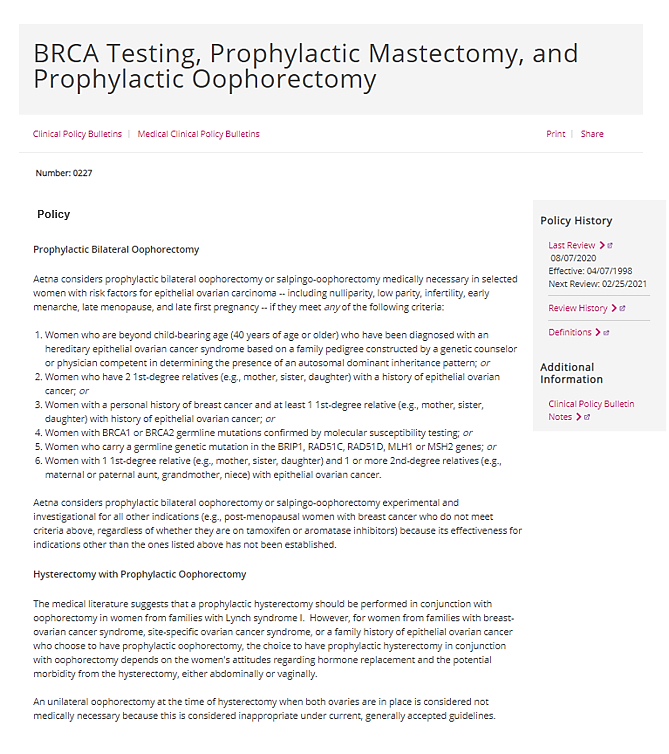 BRCA Testing, Prophylactic Mastectomy, and
Prophylactic Oophorectomy
Clinical Policy Bulletins | Medical Clinical Policy Bulletins
Print | Share
Number: 0227
Policy
Prophylactic Bilateral Oophorectomy
Aetna considers prophylactic bilateral oophorectomy or salpingo-oophorectomy medically necessary in selected
women with risk factors for epithelial ovarian carcinoma -- including nulliparity, low parity, infertility, early
menarche, late menopause, and late first pregnancy -- if they meet any of the following criteria:
1. Women who are beyond child-bearing age (40 years of age or older) who have been diagnosed with an
hereditary epithelial ovarian cancer syndrome based on a family pedigree constructed by a genetic counselor
or physician competent in determining the presence of an autosomal dominant inheritance pattern; or
2. Women who have 2 1st-degree relatives (e.g., mother, sister, daughter) with a history of epithelial ovarian
cancer; or
3. Women with a personal history of breast cancer and at least 1 1st-degree relative (e.g., mother, sister,
daughter) with history of epithelial ovarian cancer; or
4. Women with BRCA1 or BRCA2 germline mutations confirmed by molecular susceptibility testing; or
5. Women who carry a germline genetic mutation in the BRIP1, RAD51C, RAD51D, MLH1 or MSH2 genes; or
6. Women with 1 1st-degree relative (e.g., mother, sister, daughter) and 1 or more 2nd-degree relatives (e.g.,
maternal or paternal aunt, grandmother, niece) with epithelial ovarian cancer.
Aetna considers prophylactic bilateral oophorectomy or salpingo-oophorectomy experimental and
investigational for all other indications (e.g., post-menopausal women with breast cancer who do not meet
criteria above, regardless of whether they are on tamoxifen or aromatase inhibitors) because its effectiveness for
indications other than the ones listed above has not been established.
Hysterectomy with Prophylactic Oophorectomy
The medical literature suggests that a prophylactic hysterectomy should be performed in conjunction with
oophorectomy in women from families with Lynch syndrome I. However, for women from families with breast-
ovarian cancer syndrome, site-specific ovarian cancer syndrome, or a family history of epithelial ovarian cancer
who choose to have prophylactic oophorectomy, the choice to have prophylactic hysterectomy in conjunction
with oophorectomy depends on the women's attitudes regarding hormone replacement and the potential
morbidity from the hysterectomy, either abdominally or vaginally.
An unilateral oophorectomy at the time of hysterectomy when both ovaries are in place is considered not
medically necessary because this is considered inappropriate under current, generally accepted guidelines.
Policy History
Last Review
08/07/2020
Effective: 04/07/1998
Next Review: 02/25/2021
Review History
Definitions
Additional
Information
Clinical Policy Bulletin
Notes